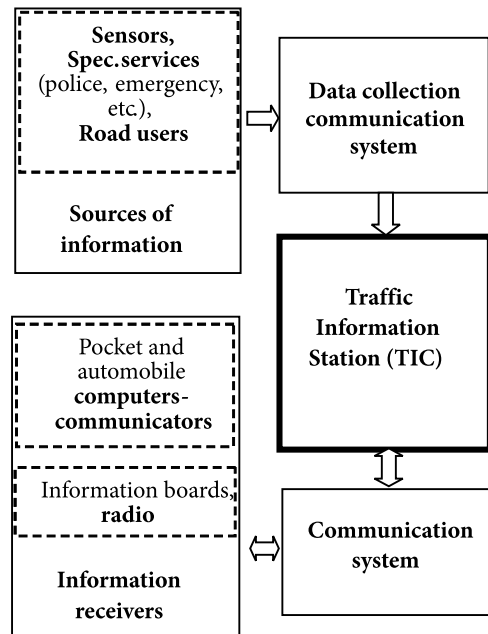 Sensors,
Spec.services
(police, emergency,
etc.),
Road users
Sources of
information
Data collection
communication
system
Traffic
Information
Station (TIC)
Pocket and
automobile
computers-
communicators
Information boards,
radio
Information
receivers
Communication
system